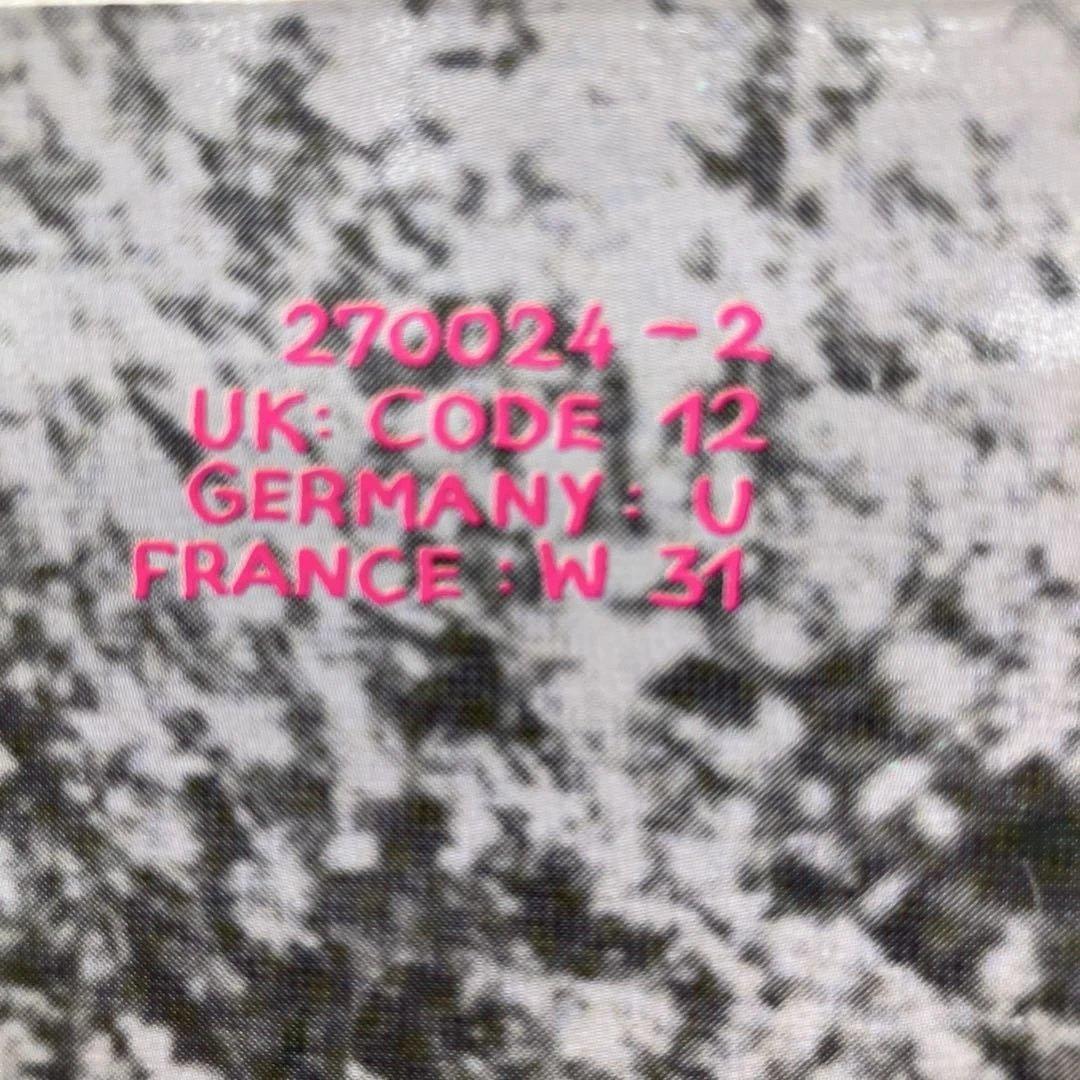 270024-2
UK: CODE 12
GERMANY: U
FRANCE: W 31